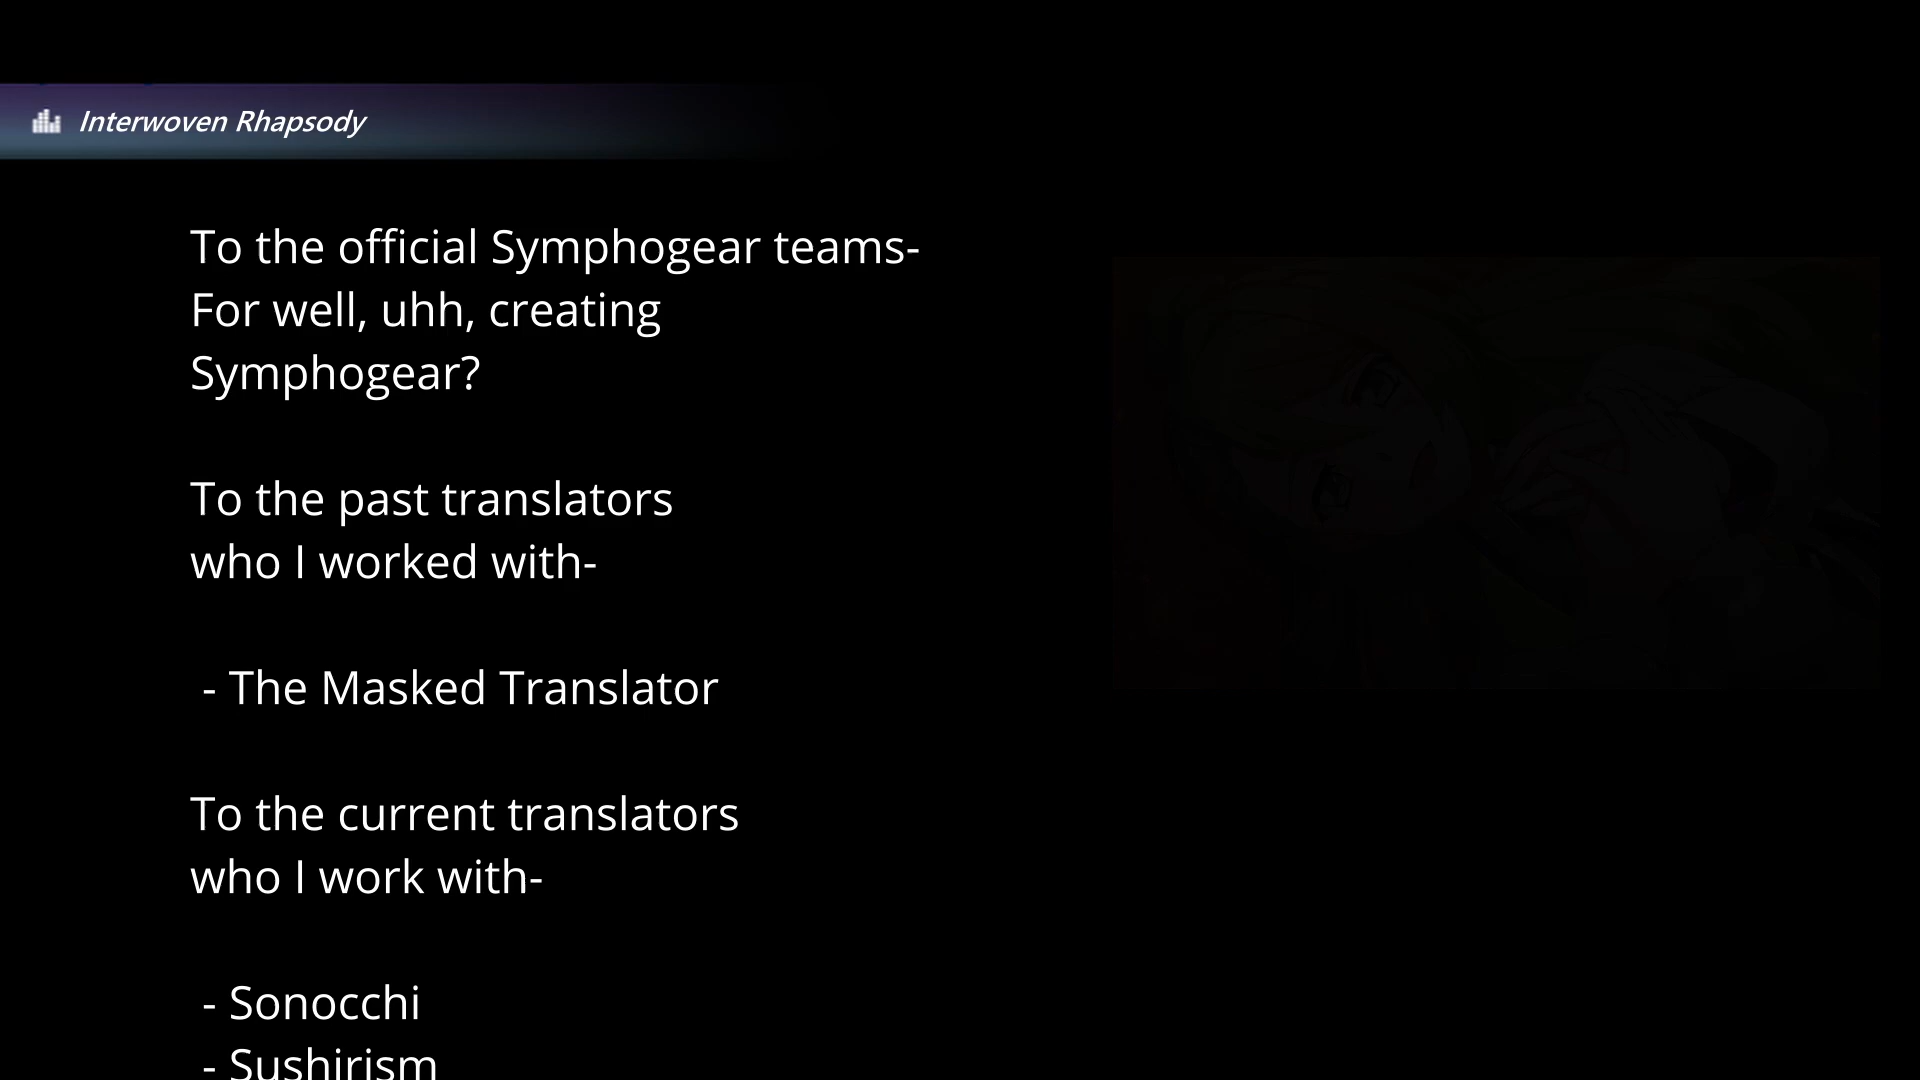 Interwoven Rhapsody
To the official Symphogear teams-
For well, uhh, creating
Symphogear?
To the past translators
who I worked with-
- The Masked Translator
To the current translators
who I work with-
- Sonocchi
- Sushirism